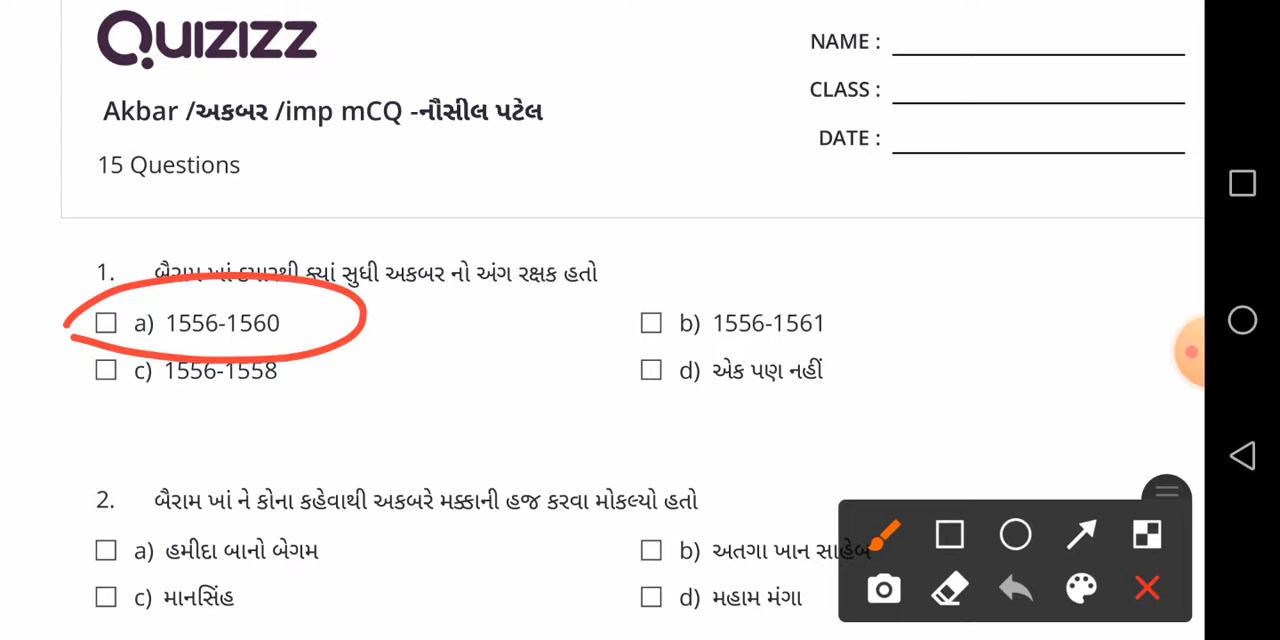 Quizizz
NAME :
Akbar /અકબર /imp mCQ -નૌસીલ પટેલ
CLASS :
DATE :
15 Questions
1. બૈરામ ખાં ક્યારથી ક્યાં સુધી અકબર નો અંગ રક્ષક હતો
a) 1556-1560
b) 1556-1561
c) 1556-1558
d) એક પણ નહીં
2. બૈરામ ખાં ને કોના કહેવાથી અકબરે મક્કાની હજ કરવા મોકલ્યો હતો
a) હમીદા બાનો બેગમ
b) અતગા ખાન સાહેબ
c) માનસિંહ
d) મહામ મંગા